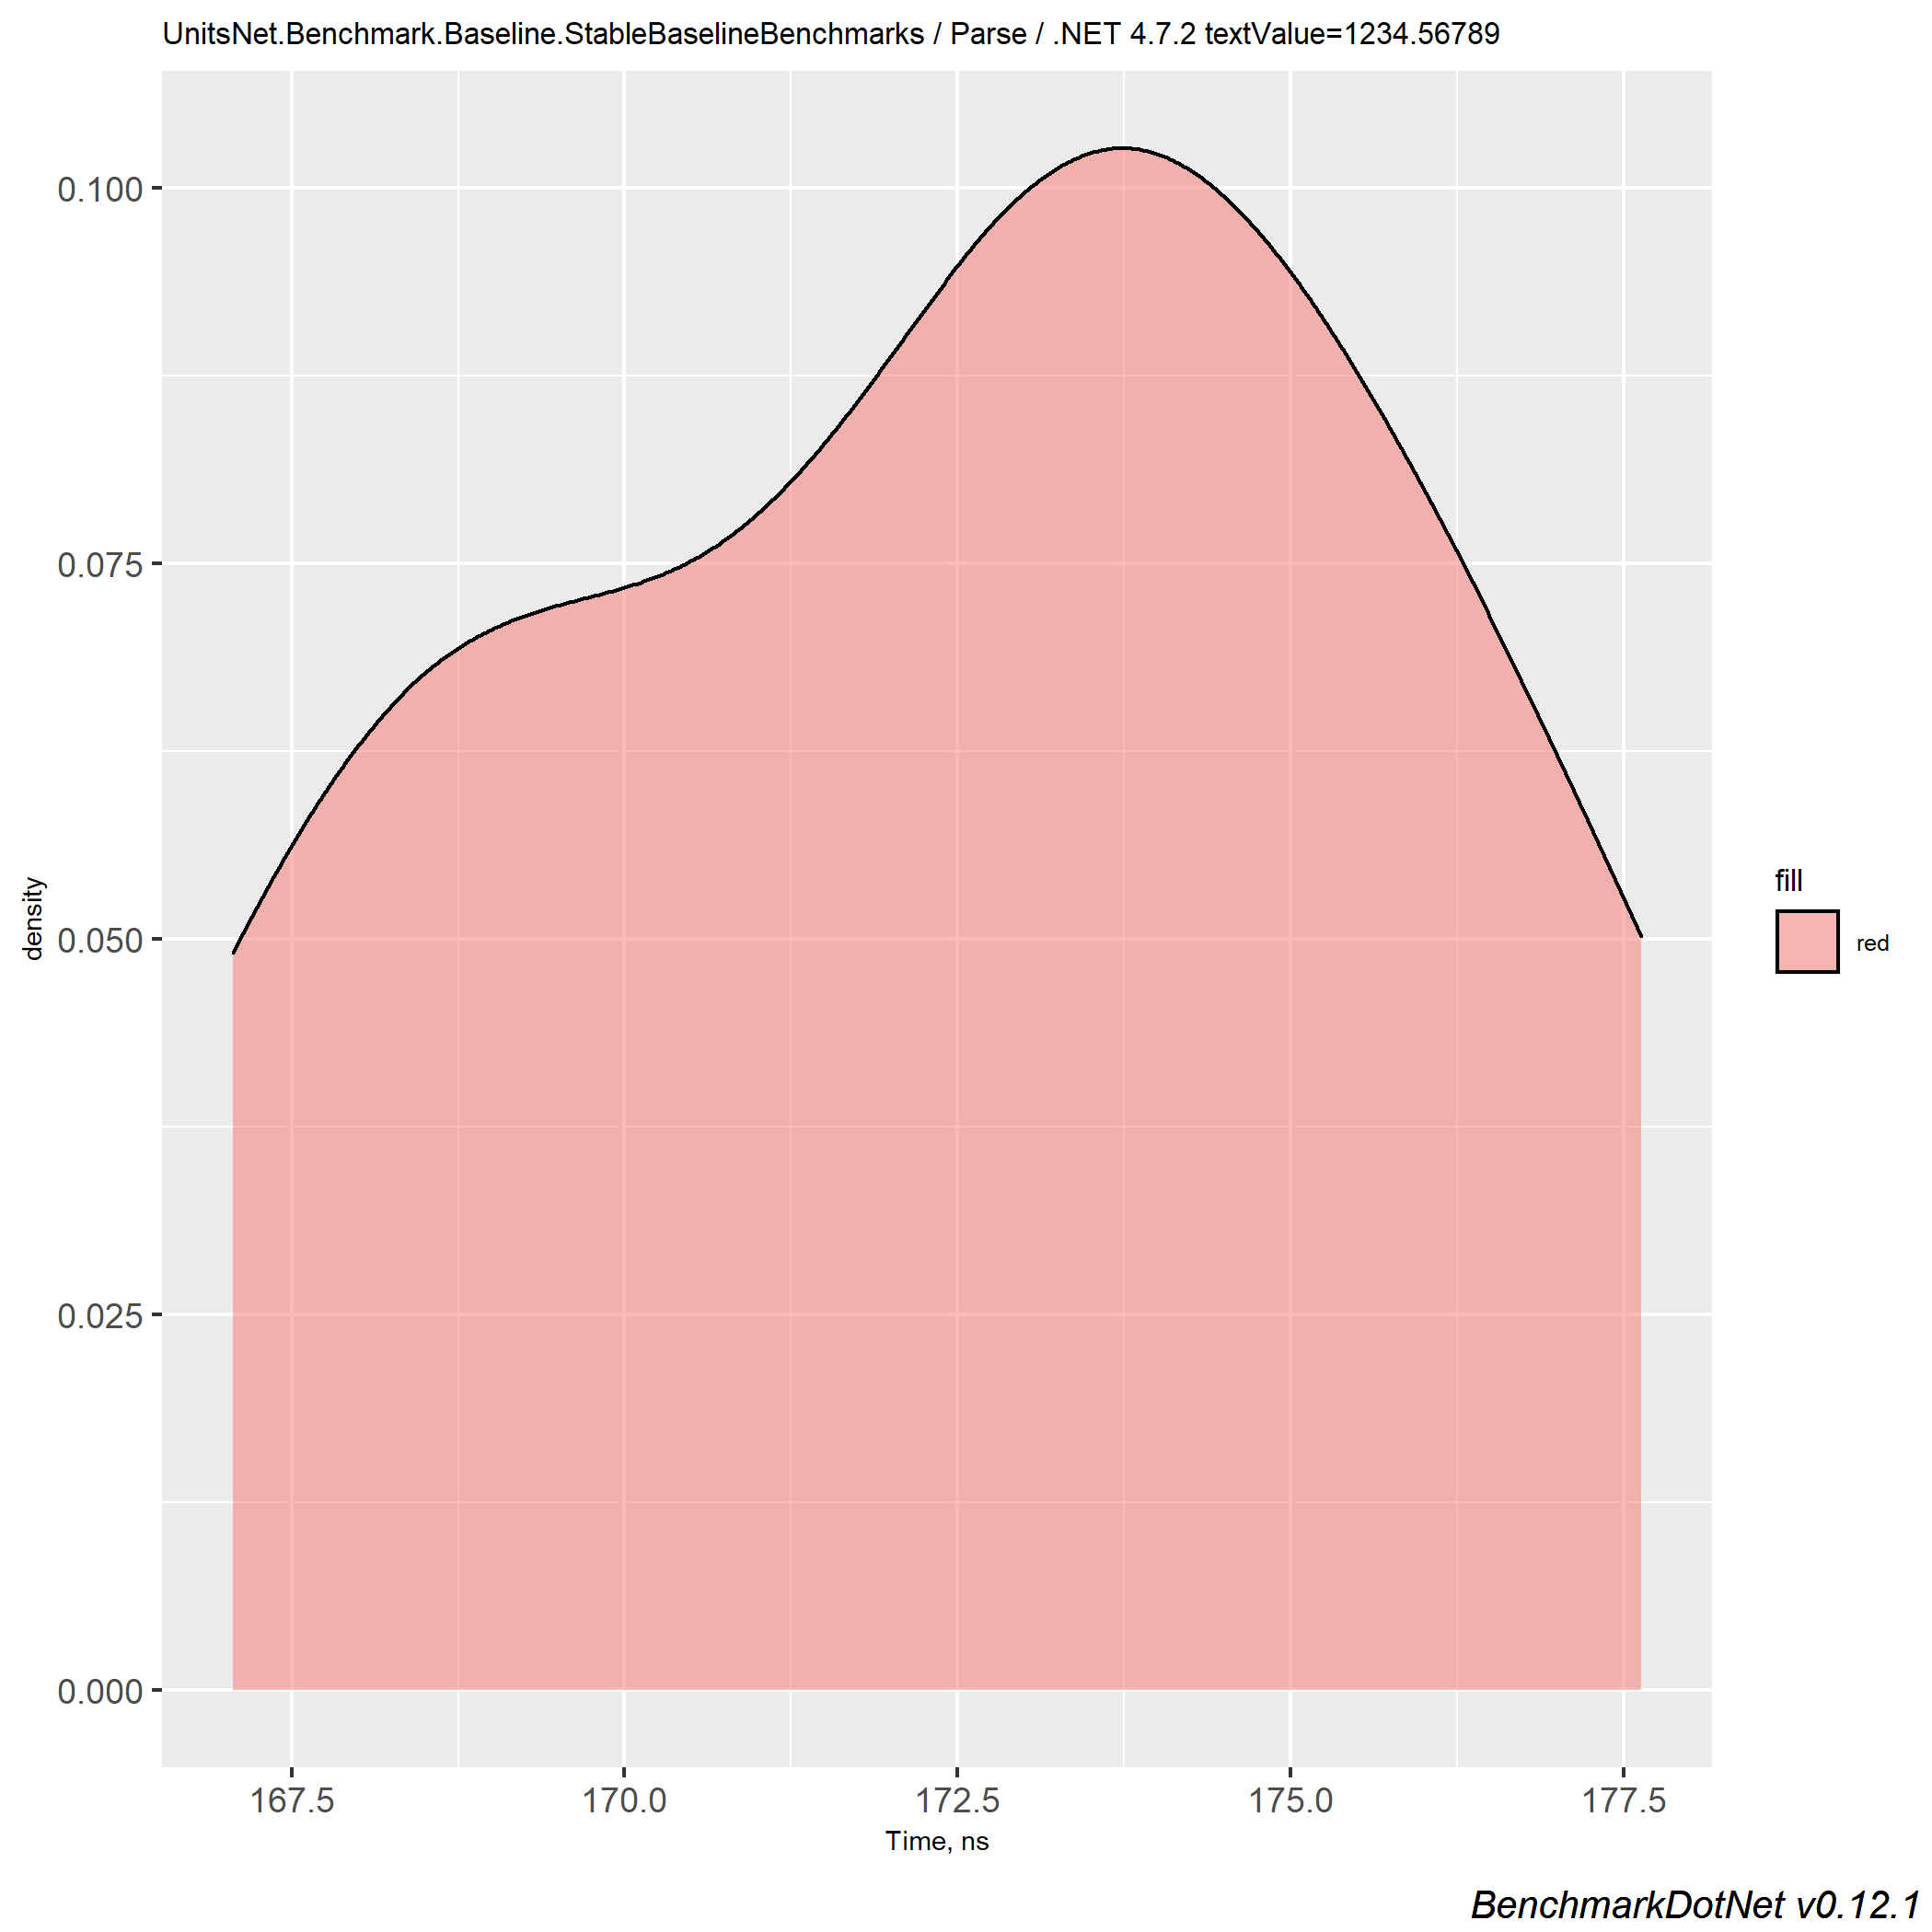 UnitsNet.Benchmark.Baseline.StableBaselineBenchmarks / Parse / .NET 4.7.2 textValue=1234.56789
0.100
0.075
0.050
0.025
0.000
density
167.5 170.0 172.5 175.0 177.5
Time, ns
fill
red
BenchmarkDotNet v0.12.1